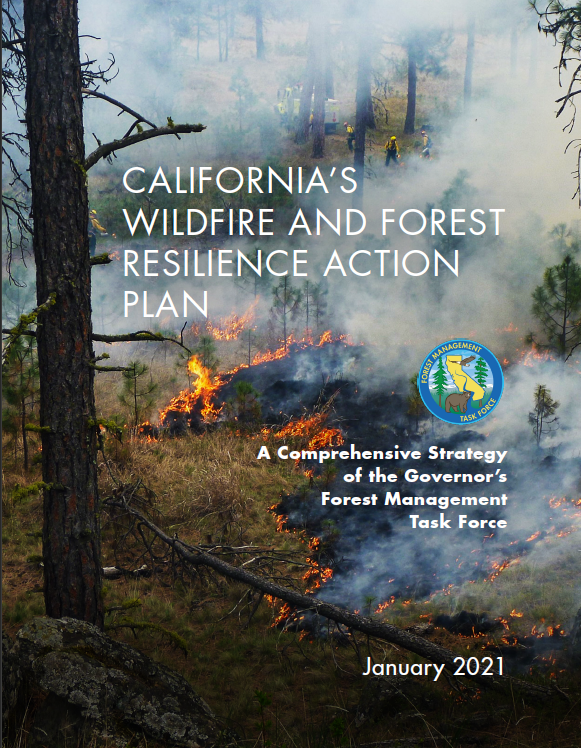 CALIFORNIA'S
WILDFIRE AND FOREST
RESILIENCE ACTION
PLAN
FOREST MANAGEMENT
TASK FORCE
A Comprehensive Strategy
of the Governor's
Forest Management
Task Force
January 2021